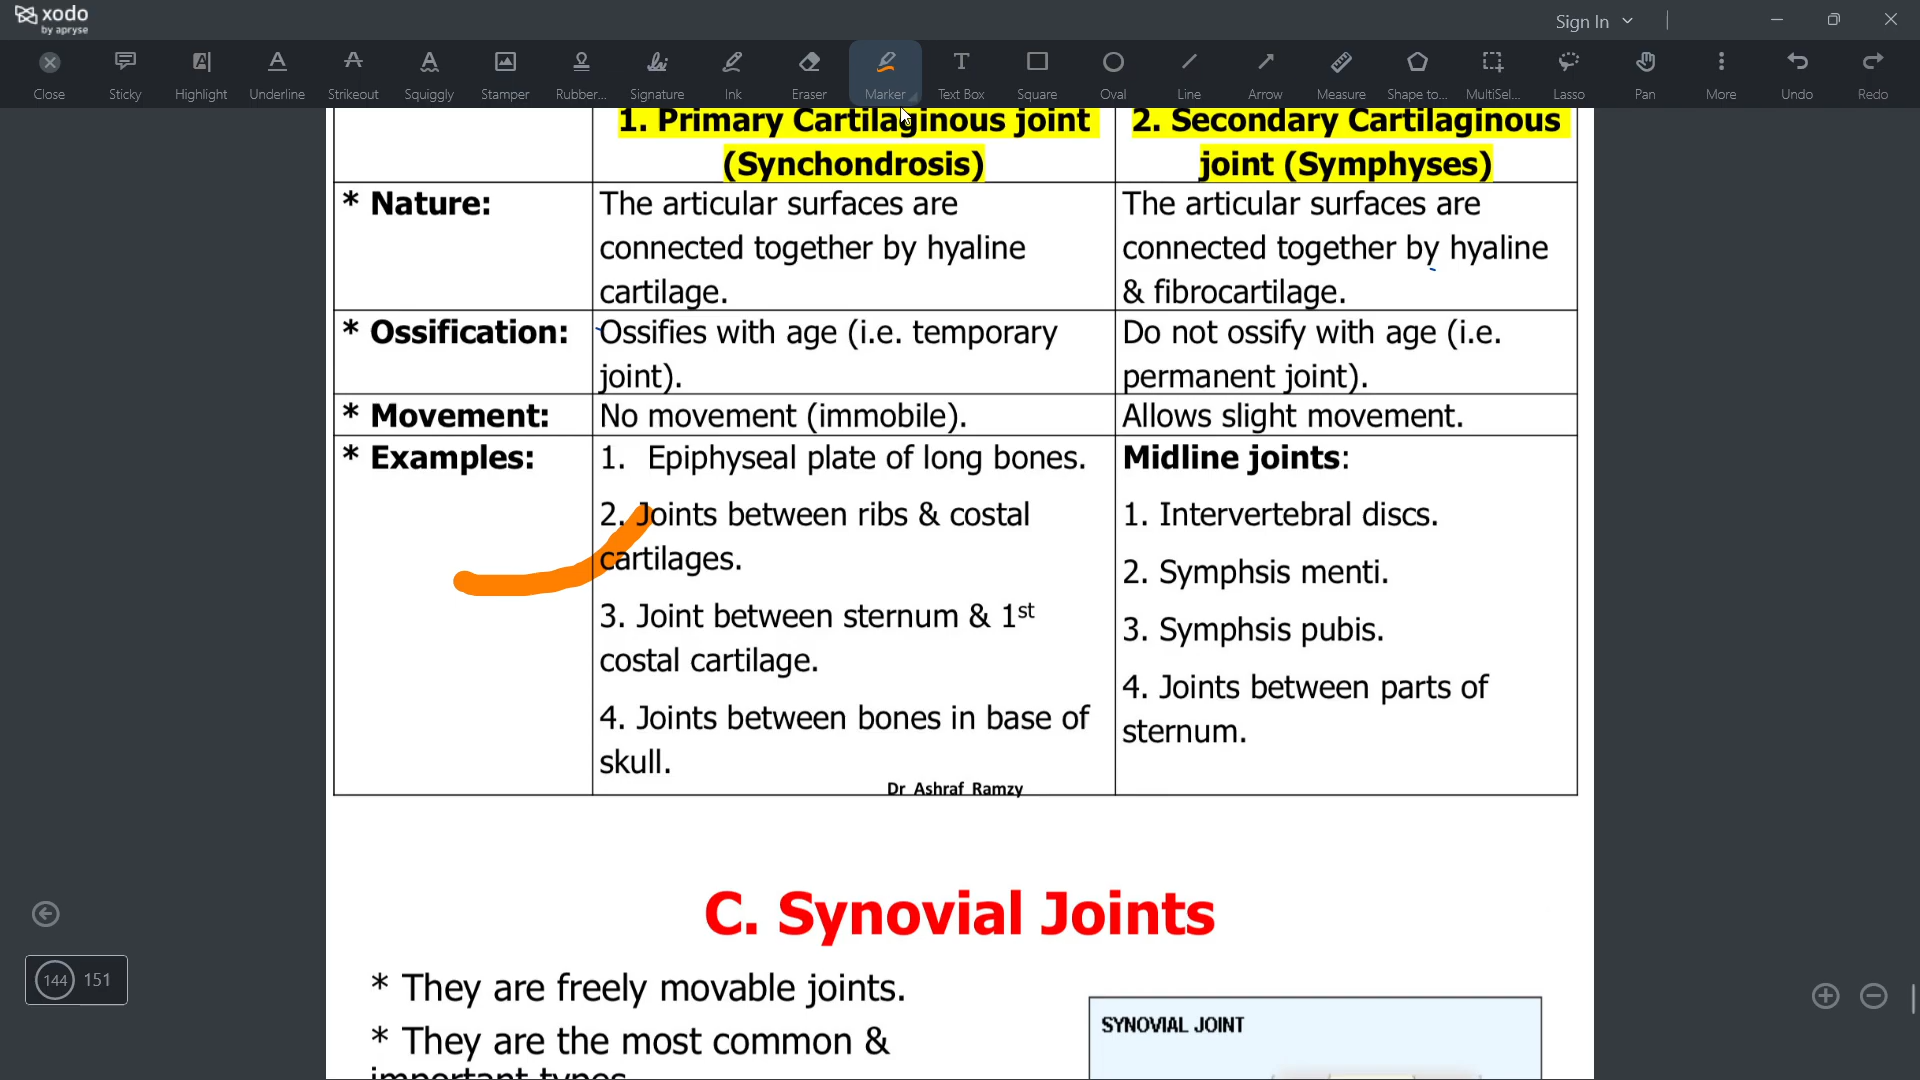 xodo
by apryse
Sign In
Close
Sticky
Highlight
Underline
Strikeout
Squiggly
Stamper
Rubber...
Signature
Ink
Eraser
Marker
Text Box
Square
Oval
Line
Arrow
Measure
Shape to...
MultiSel...
Lasso
Pan
More
Undo
Redo
1. Primary Cartilaginous joint
(Synchondrosis)
2. Secondary Cartilaginous
joint (Symphyses)
* Nature:
The articular surfaces are
connected together by hyaline
cartilage.
The articular surfaces are
connected together by hyaline
& fibrocartilage.
* Ossification:
Ossifies with age (i.e. temporary
joint).
Do not ossify with age (i.e.
permanent joint).
* Movement:
No movement (immobile).
Allows slight movement.
* Examples:
1. Epiphyseal plate of long bones.
2. Joints between ribs & costal
cartilages.
3. Joint between sternum & 1st
costal cartilage.
4. Joints between bones in base of
skull.
Midline joints:
1. Intervertebral discs.
2. Symphsis menti.
3. Symphsis pubis.
4. Joints between parts of
sternum.
Dr Ashraf Ramzy
C. Synovial Joints
* They are freely movable joints.
* They are the most common &
important types
SYNOVIAL JOINT
144 151